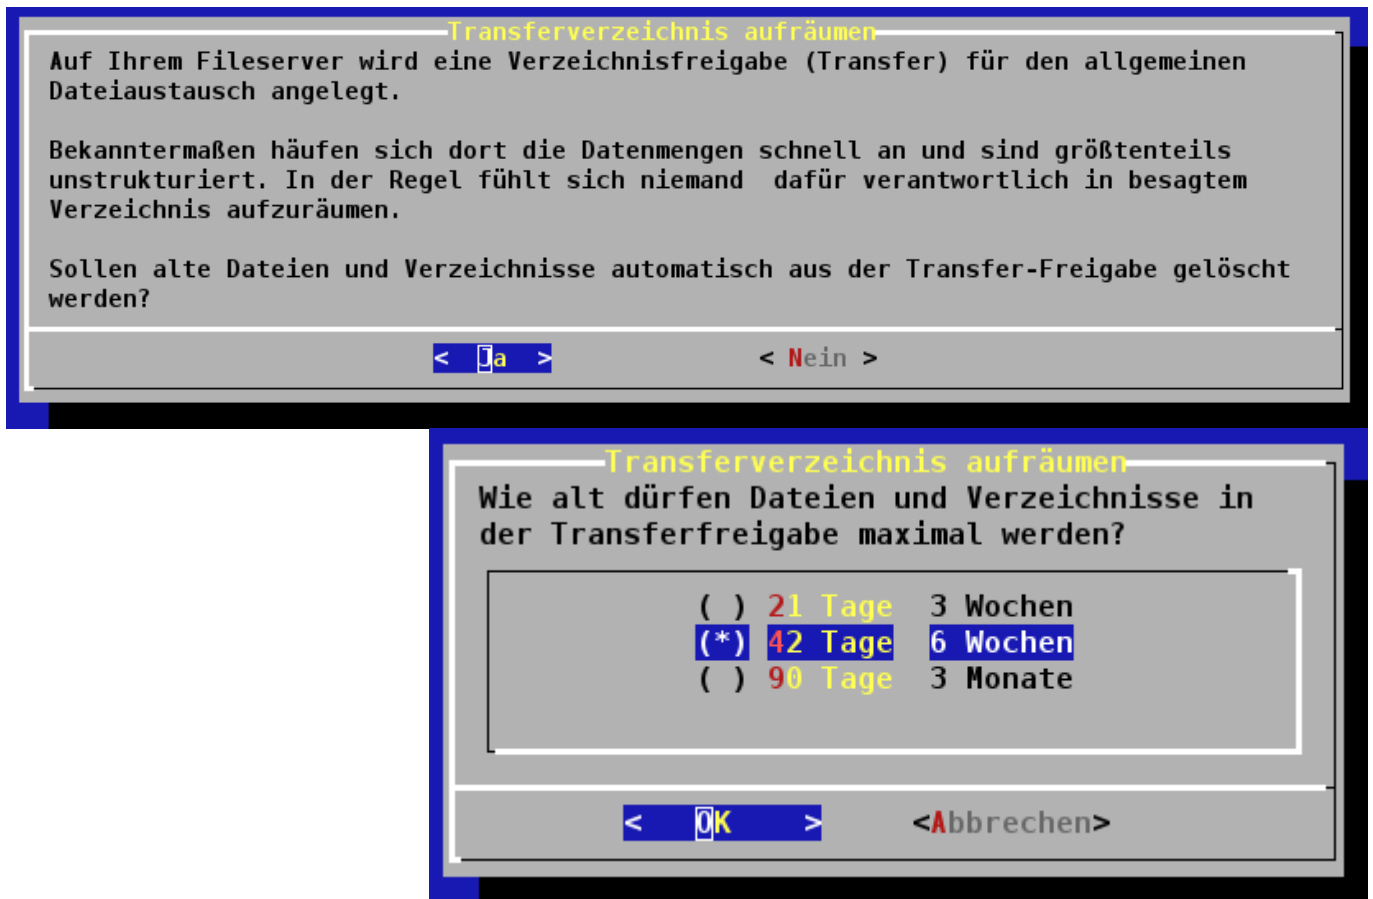 Transferverzeichnis aufräumen
Auf Ihrem Fileserver wird eine Verzeichnisfreigabe (Transfer) für den allgemeinen
Dateiaustausch angelegt.
Bekanntermaßen häufen sich dort die Datenmengen schnell an und sind größtenteils
unstrukturiert. In der Regel fühlt sich niemand  dafür verantwortlich in besagtem
Verzeichnis aufzuräumen.
Sollen alte Dateien und Verzeichnisse automatisch aus der Transfer-Freigabe gelöscht
werden?
<  Ja  > < Nein >
Transferverzeichnis aufräumen
Wie alt dürfen Dateien und Verzeichnisse in
der Transferfreigabe maximal werden?
( ) 21 Tage  3 Wochen
(*) 42 Tage  6 Wochen
( ) 90 Tage  3 Monate
<   OK    > <Abbrechen>